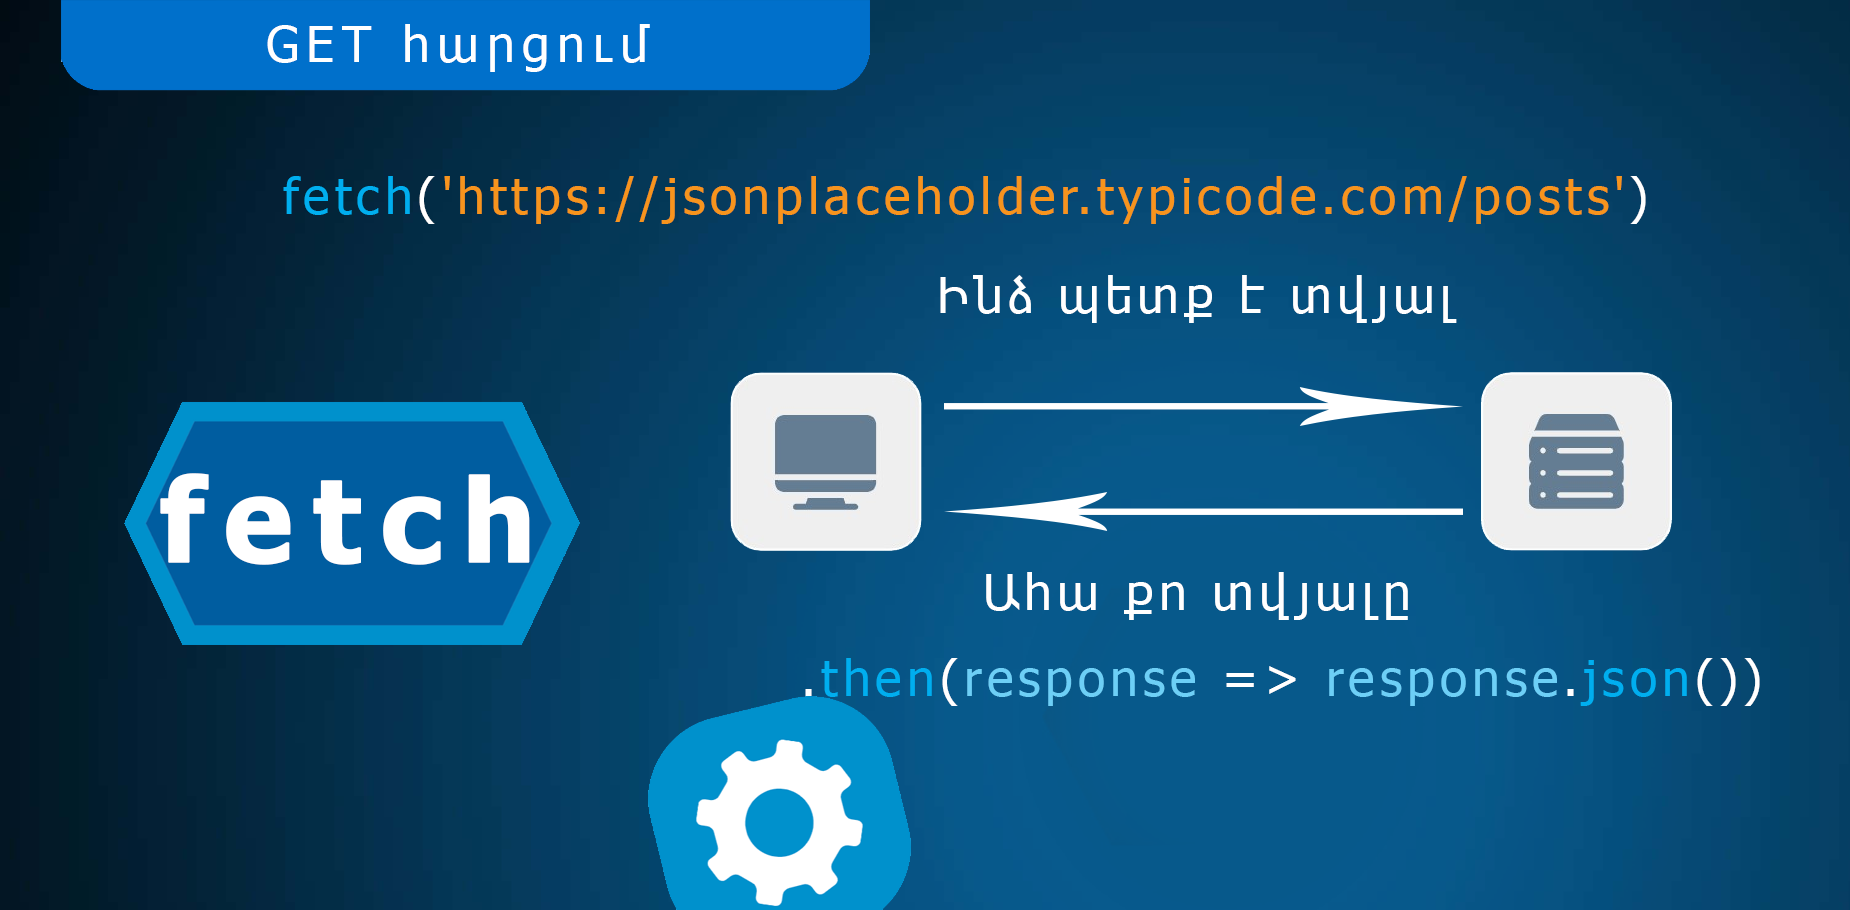 GET հարցում
fetch('https://jsonplaceholder.typicode.com/posts')
Ինձ պետք է տվյալ
fetch
Ահա քո տվյալը
.then(response => response.json())